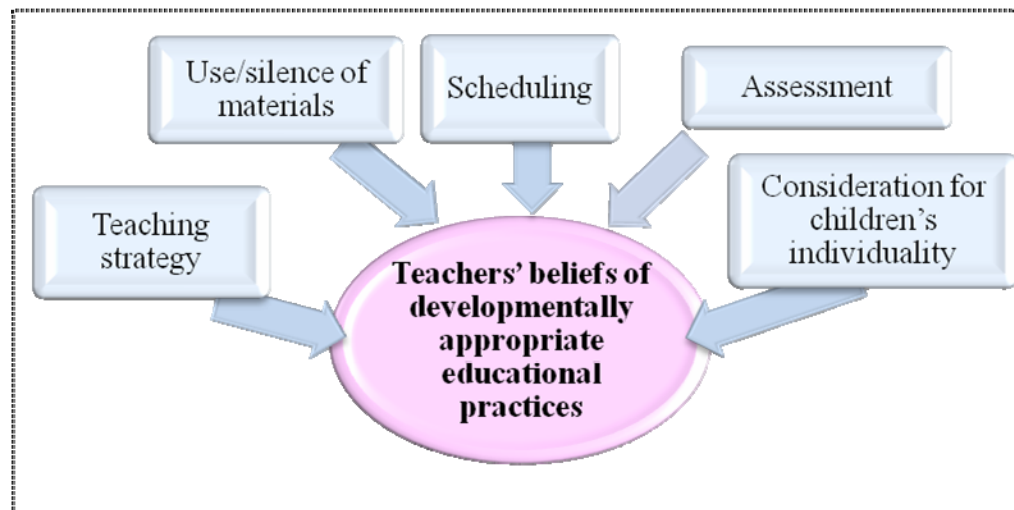 Use/silence of
materials
Scheduling
Assessment
Teaching
strategy
Consideration for
children’s
individuality
Teachers’ beliefs of
developmentally
appropriate
educational
practices